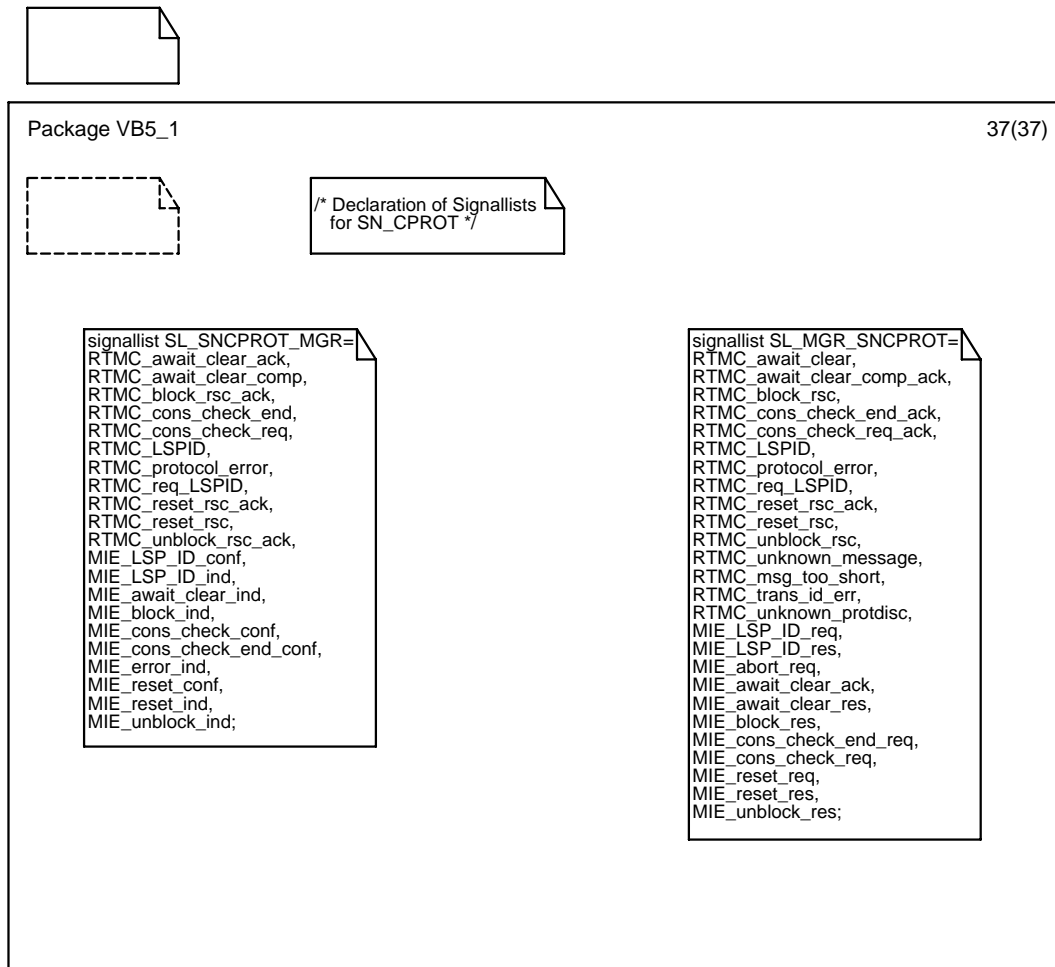 Package VB5_1
37(37)
/* Declaration of Signallists
for SN_CPROT */
signallist SL_SNCPROT_MGR=
RTMC_await_clear_ack,
RTMC_await_clear_comp,
RTMC_block_rsc_ack,
RTMC_cons_check_end,
RTMC_cons_check_req,
RTMC_LSPID,
RTMC_protocol_error,
RTMC_req_LSPID,
RTMC_reset_rsc_ack,
RTMC_reset_rsc,
RTMC_unblock_rsc_ack,
MIE_LSP_ID_conf,
MIE_LSP_ID_ind,
MIE_await_clear_ind,
MIE_block_ind,
MIE_cons_check_conf,
MIE_cons_check_end_conf,
MIE_error_ind,
MIE_reset_conf,
MIE_reset_ind,
MIE_unblock_ind;
signallist SL_MGR_SNCPROT=
RTMC_await_clear,
RTMC_await_clear_comp_ack,
RTMC_block_rsc,
RTMC_cons_check_end_ack,
RTMC_cons_check_req_ack,
RTMC_LSPID,
RTMC_protocol_error,
RTMC_req_LSPID,
RTMC_reset_rsc_ack,
RTMC_reset_rsc,
RTMC_unblock_rsc,
RTMC_unknown_message,
RTMC_msg_too_short,
RTMC_trans_id_err,
RTMC_unknown_protdisc,
MIE_LSP_ID_req,
MIE_LSP_ID_res,
MIE_abort_req,
MIE_await_clear_ack,
MIE_await_clear_res,
MIE_block_res,
MIE_cons_check_end_req,
MIE_cons_check_req,
MIE_reset_req,
MIE_reset_res,
MIE_unblock_res;